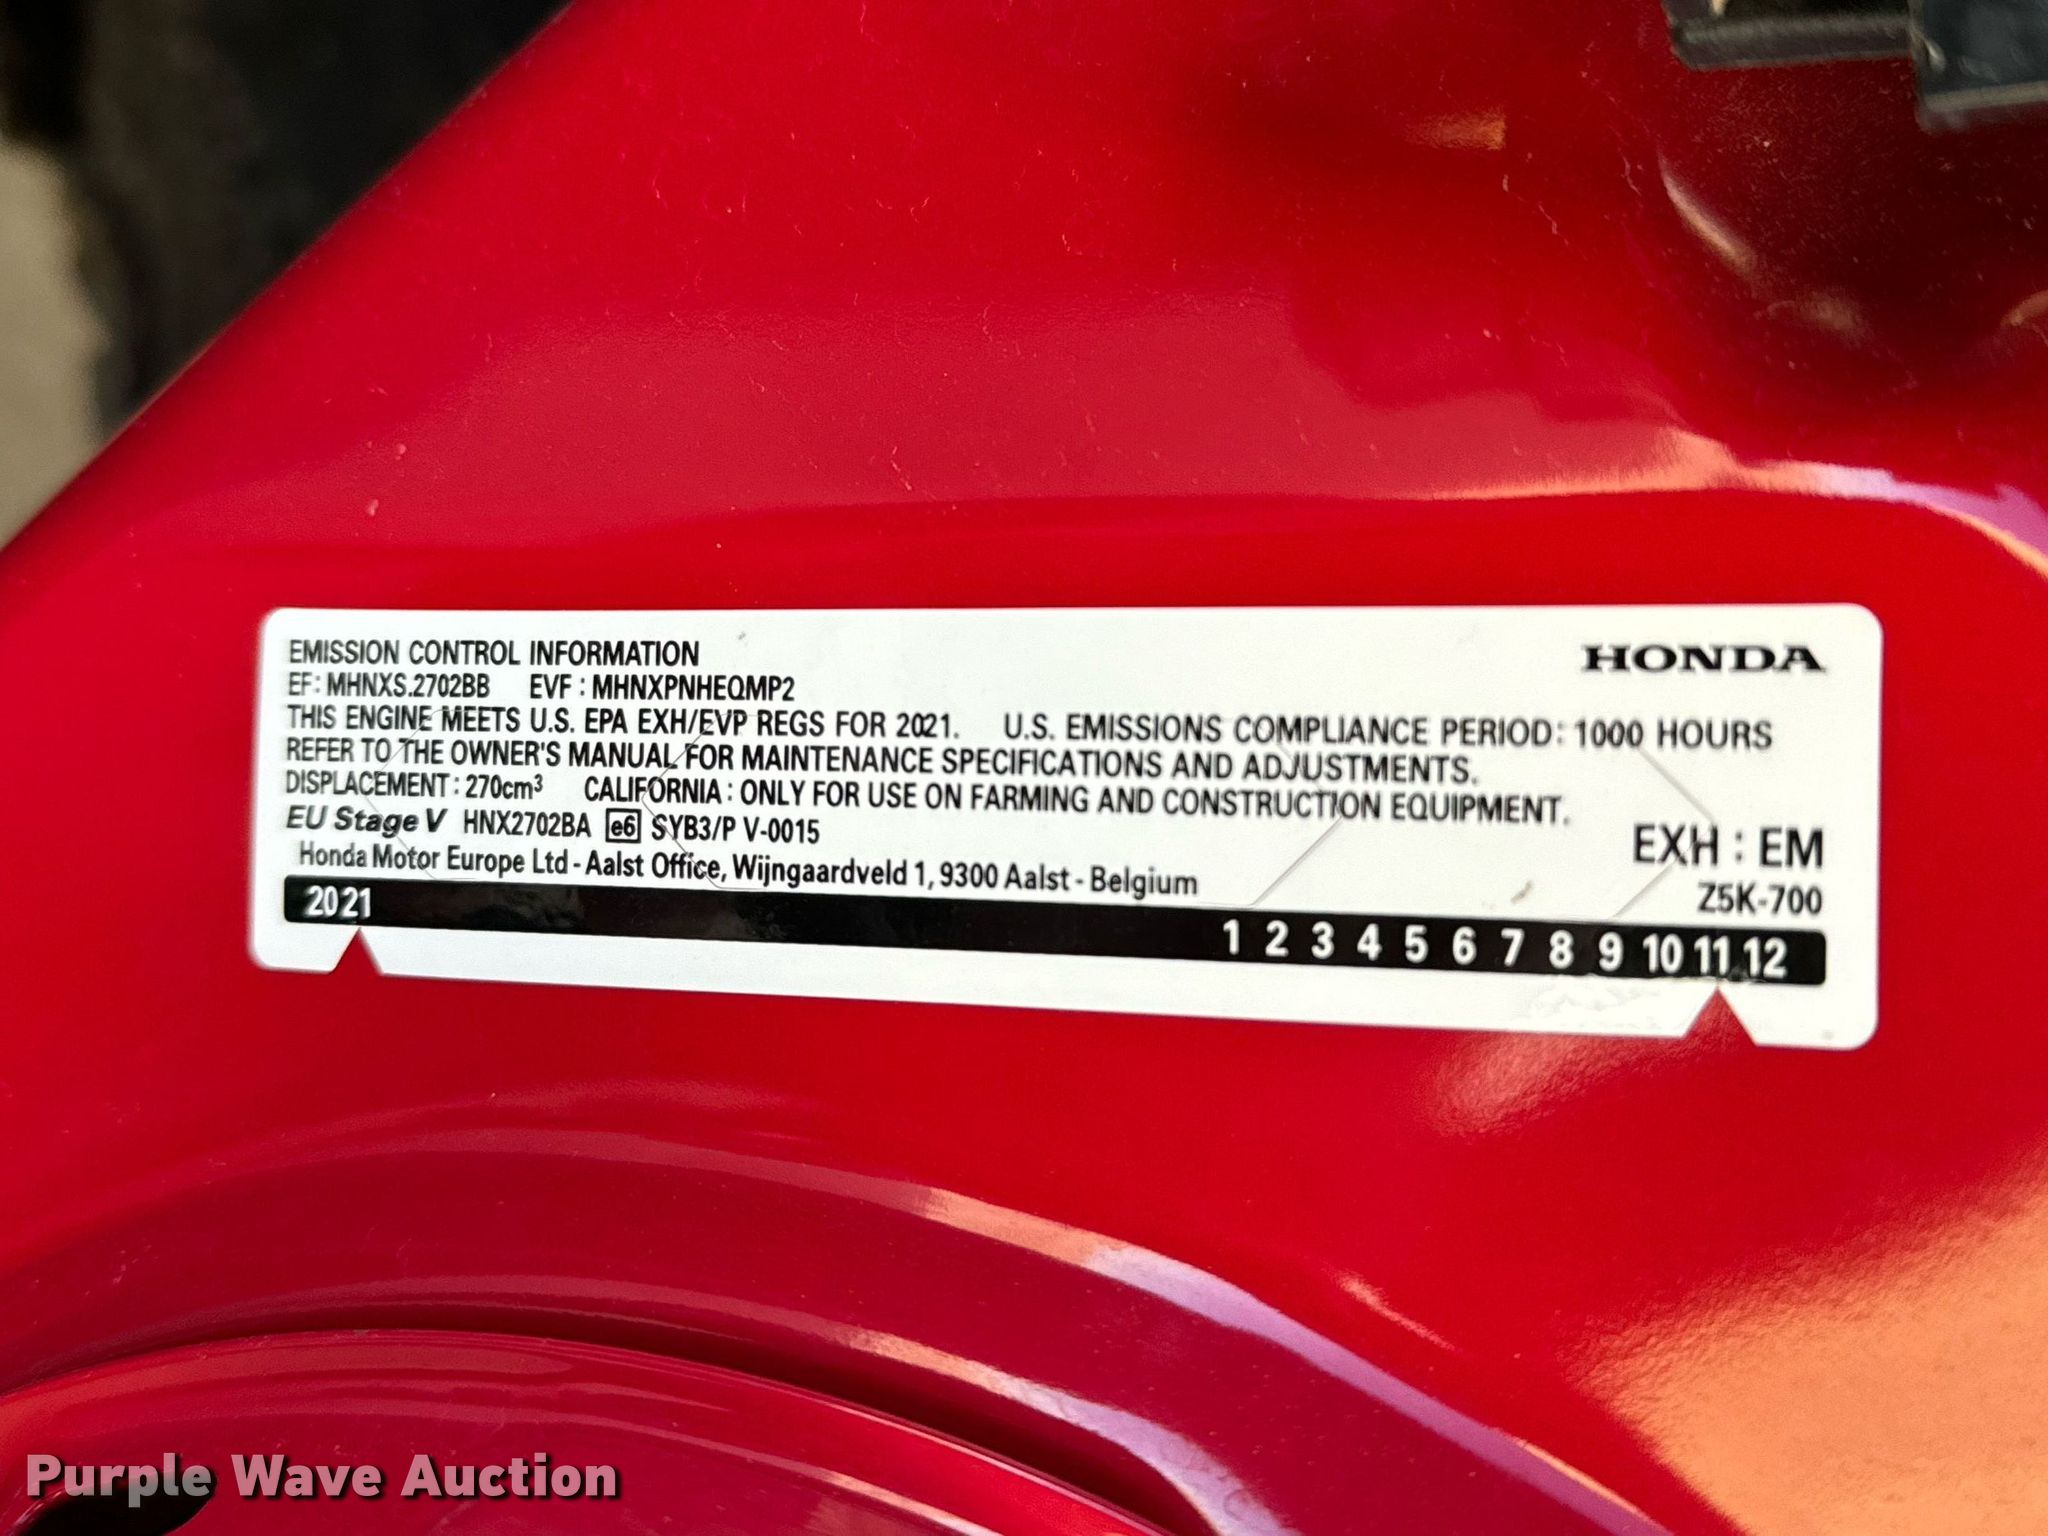 EMISSION CONTROL INFORMATION
HONDA
EF: MHNXS.2702BB EVF : MHNXPNHEQMP2
THIS ENGINE MEETS U.S. EPA EXH/EVP REGS FOR 2021. U.S. EMISSIONS COMPLIANCE PERIOD: 1000 HOURS
REFER TO THE OWNER'S MANUAL FOR MAINTENANCE SPECIFICATIONS AND ADJUSTMENTS.
DISPLACEMENT : 270cm³ CALIFORNIA : ONLY FOR USE ON FARMING AND CONSTRUCTION EQUIPMENT.
EU Stage V HNX2702BA e6 SYB3/P V-0015
EXH : EM
Honda Motor Europe Ltd - Aalst Office, Wijngaardveld 1, 9300 Aalst - Belgium
Z5K-700
2021 1 2 3 4 5 6 7 8 9 10 11 12
Purple Wave Auction